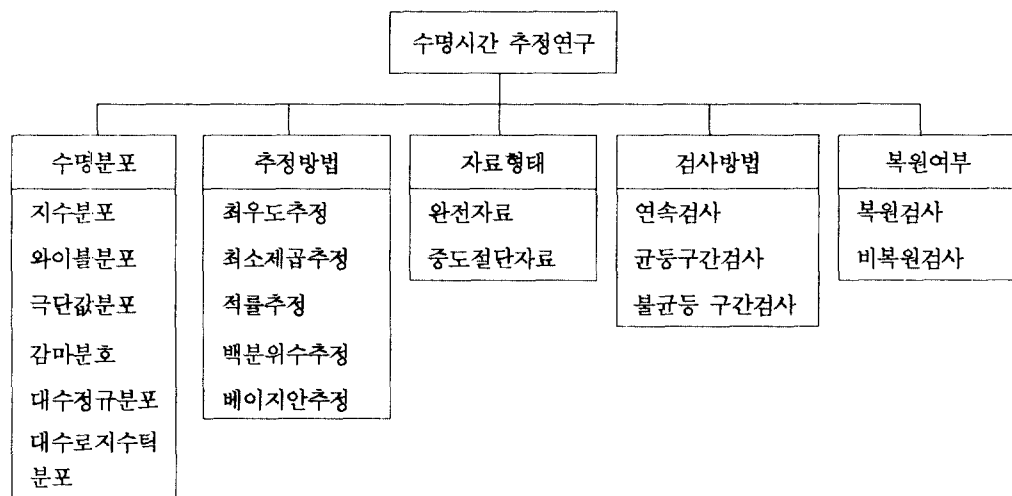 수명시간 추정연구
수명분포
지수분포
와이블분포
극단값분포
감마분호
대수정규분포
대수로지수틱
분포
추정방법
최우도추정
최소제곱추정
적률추정
백분위수추정
베이지안추정
자료형태
완전자료
중도절단자료
검사방법
연속검사
균등구간검사
불균등 구간검사
복원여부
복원검사
비복원검사